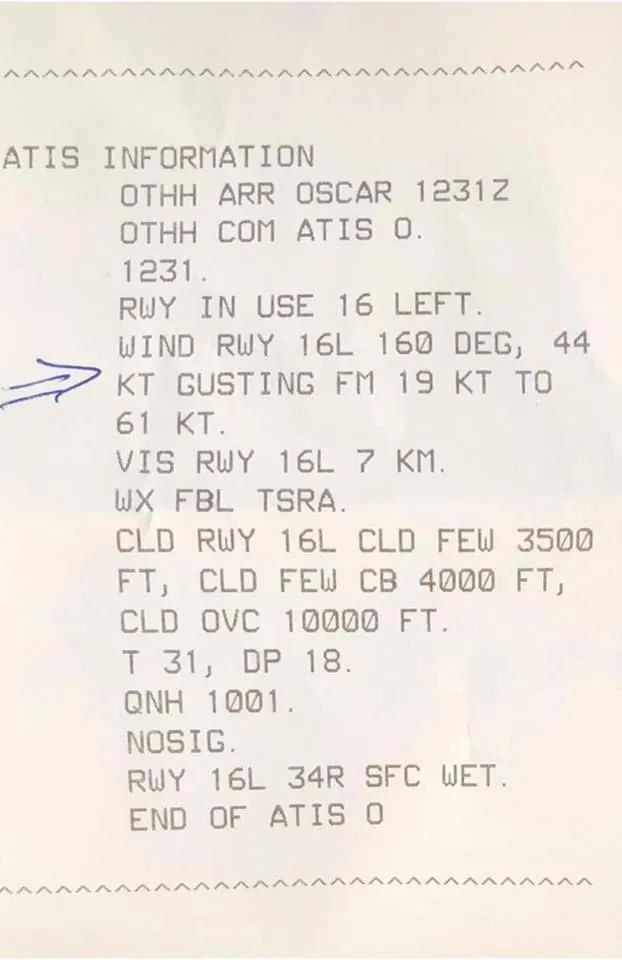 ATIS INFORMATION
OTHH ARR OSCAR 1231Z
OTHH COM ATIS O.
1231.
RWY IN USE 16 LEFT.
WIND RWY 16L 160 DEG, 44
KT GUSTING FM 19 KT TO
61 KT.
VIS RWY 16L 7 KM.
WX FBL TSRA.
CLD RWY 16L CLD FEW 3500
FT, CLD FEW CB 4000 FT,
CLD OVC 10000 FT.
T 31, DP 18.
QNH 1001.
NOSIG.
RWY 16L 34R SFC WET.
END OF ATIS O